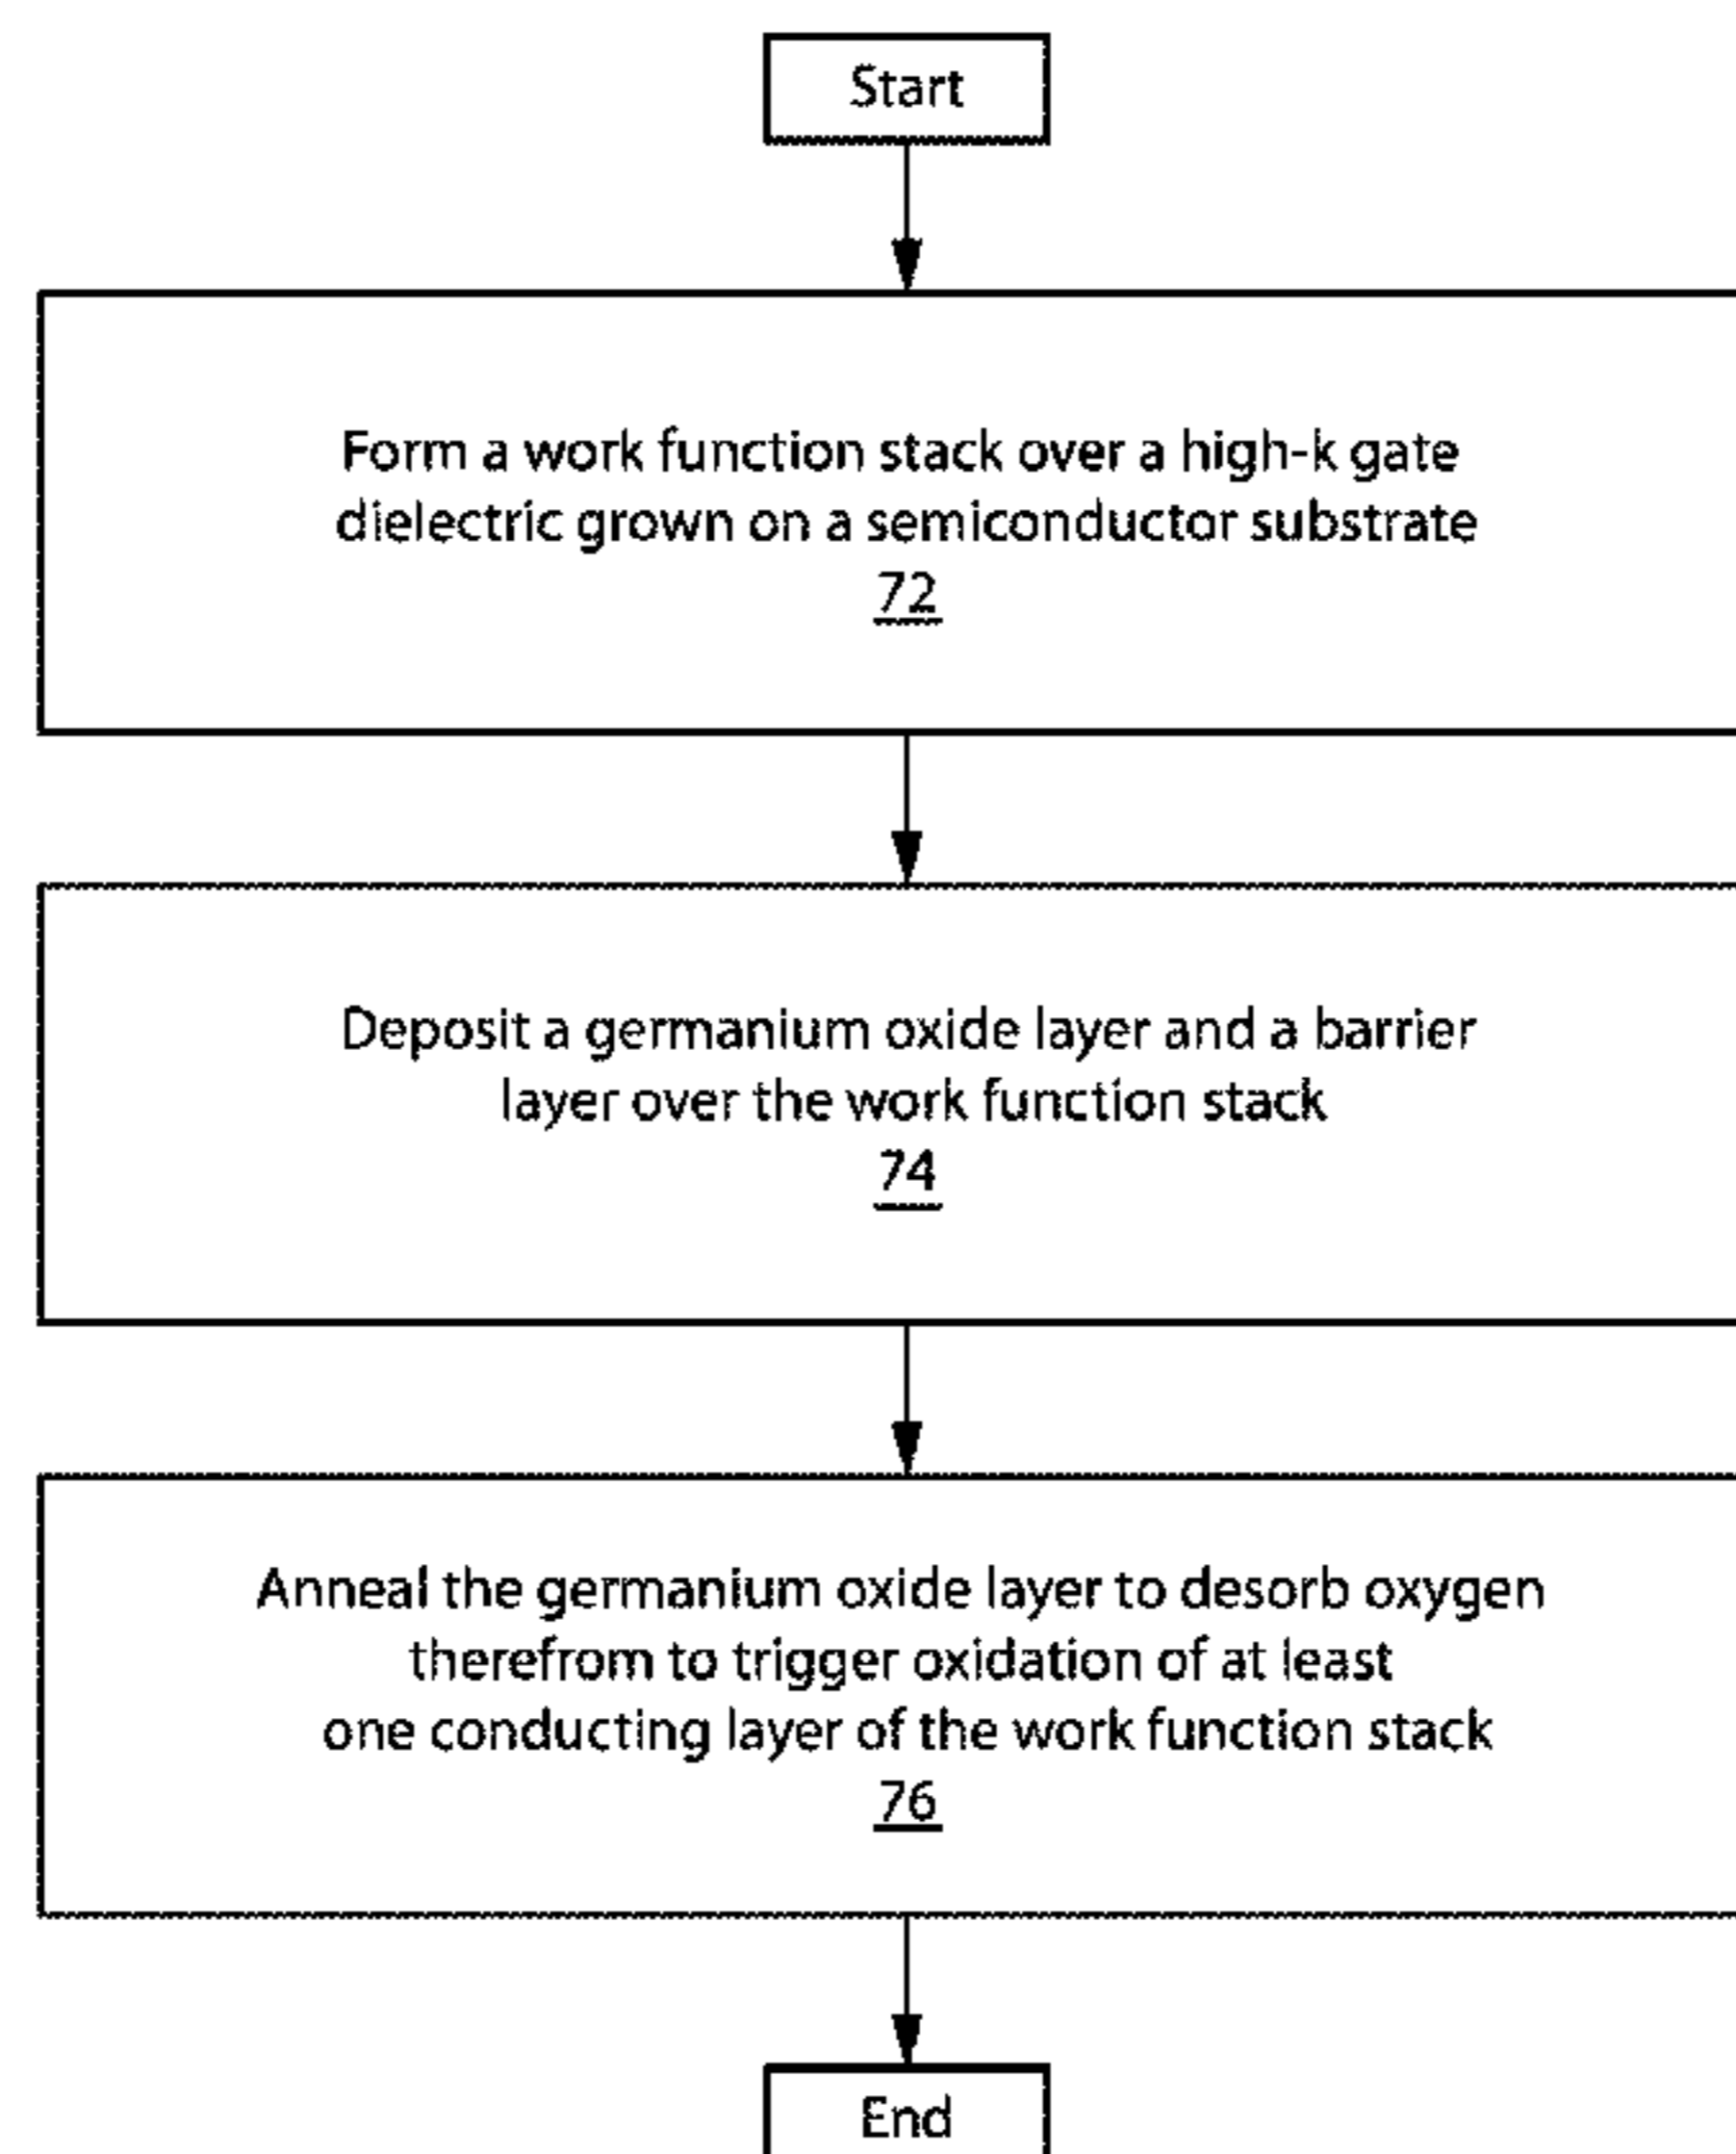 Start
Form a work function stack over a high-k gate
dielectric grown on a semiconductor substrate
72
Deposit a germanium oxide layer and a barrier
layer over the work function stack
74
Anneal the germanium oxide layer to desorb oxygen
therefrom to trigger oxidation of at least
one conducting layer of the work function stack
76
End